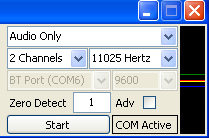 Audio Only
2 Channels 11025 Hertz
BT Port (COM6) 9600
Zero Detect 1 Adv
Start COM Active